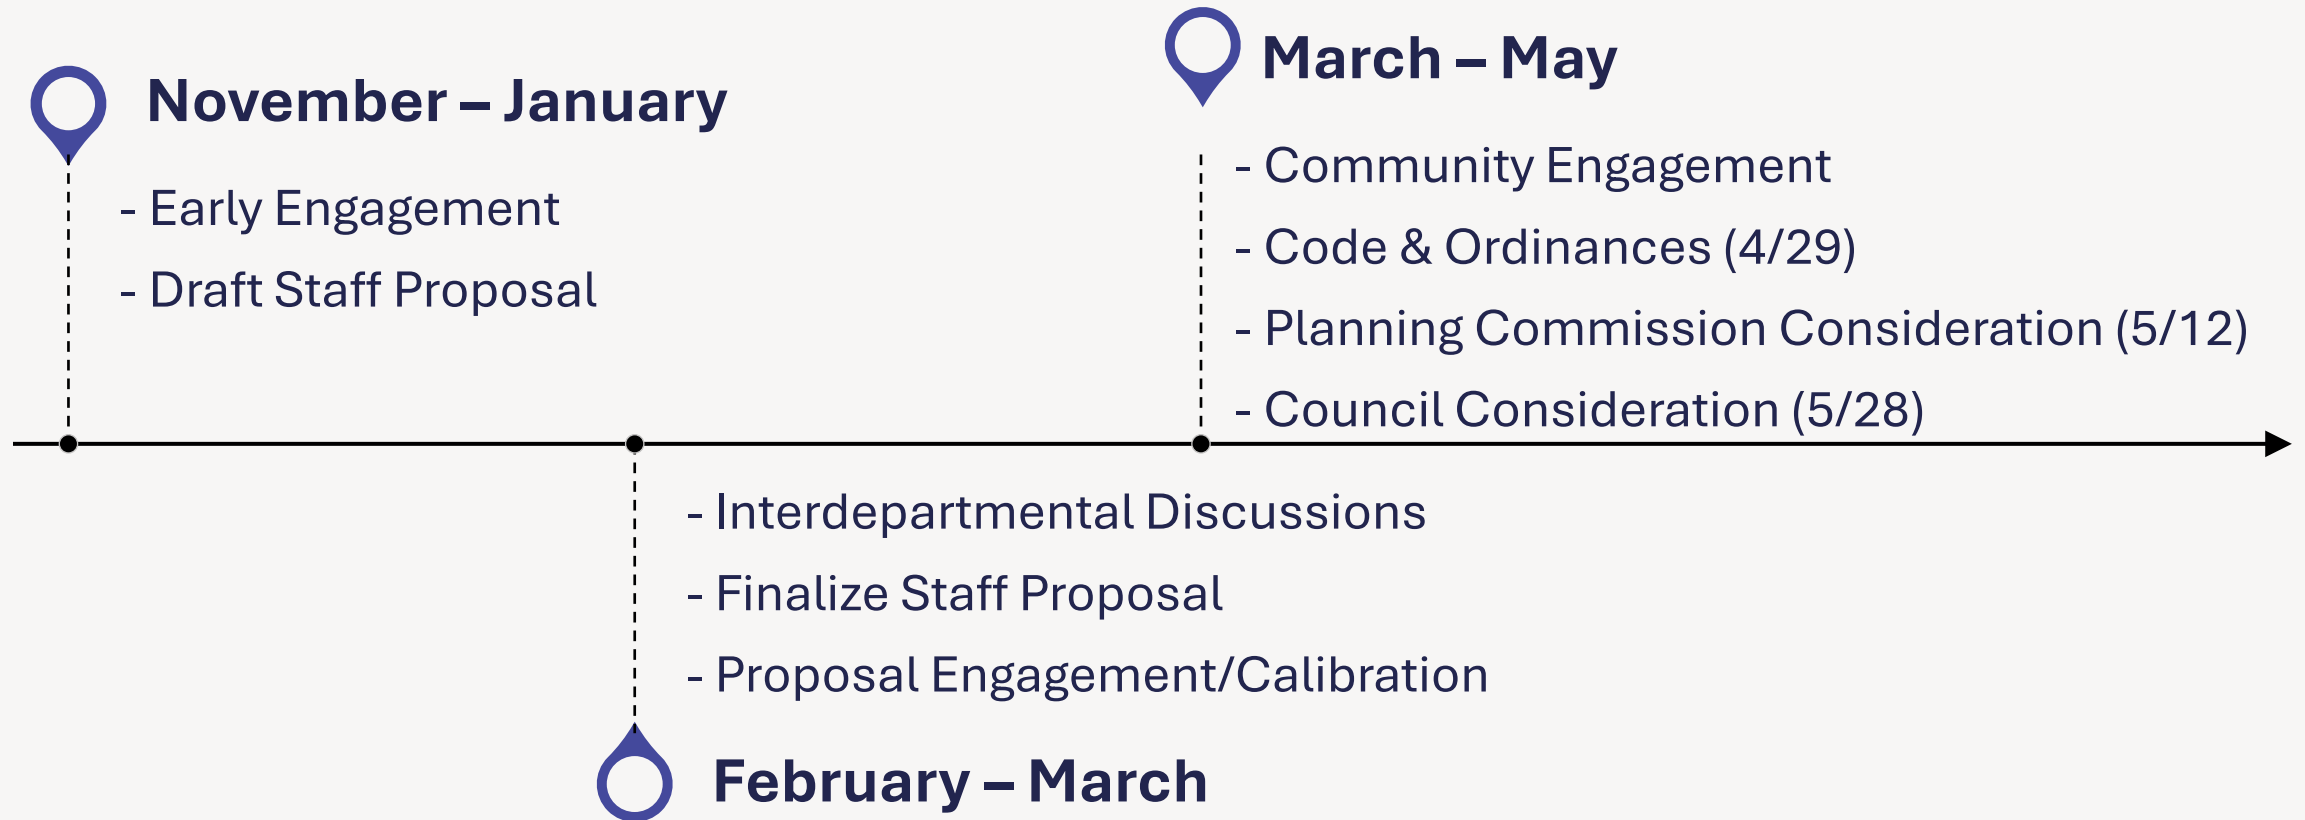 November – January
- Early Engagement
- Draft Staff Proposal
March – May
- Community Engagement
- Code & Ordinances (4/29)
- Planning Commission Consideration (5/12)
- Council Consideration (5/28)
- Interdepartmental Discussions
- Finalize Staff Proposal
- Proposal Engagement/Calibration
February – March